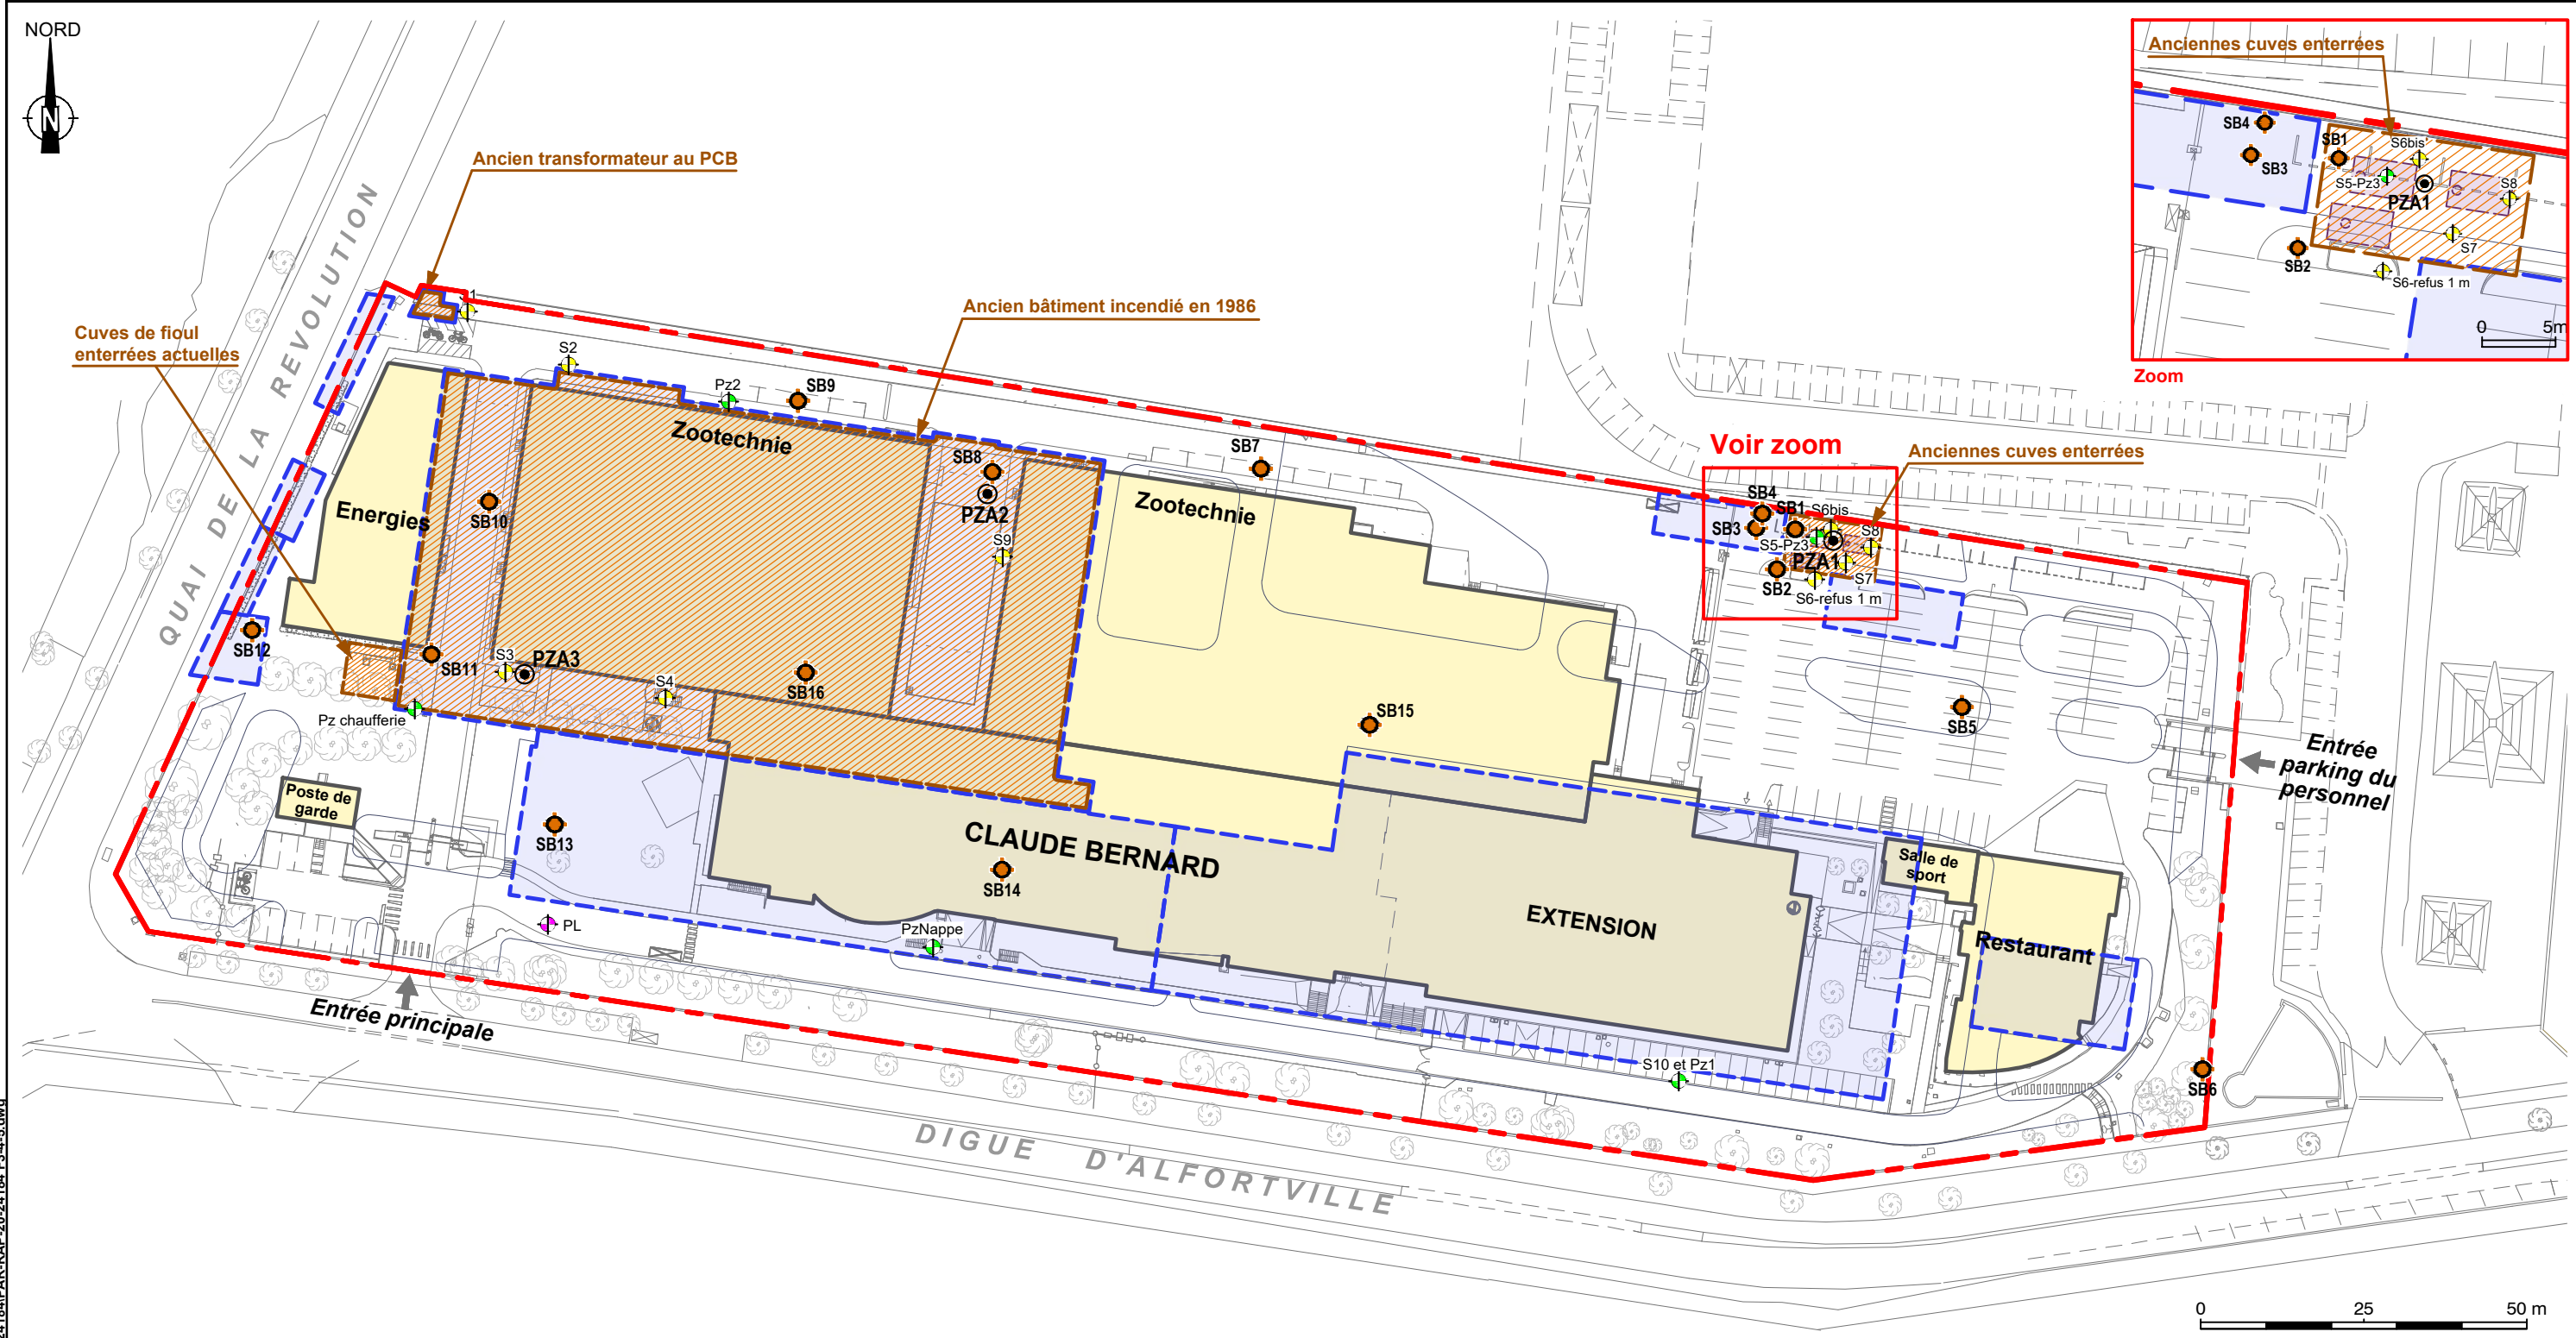 NORD
N
Ancien transformateur au PCB
Cuves de fioul
enterrées actuelles
Ancien bâtiment incendié en 1986
QUAI DE LA REVOLUTION
S2
Pz2
SB9
Zootechnie
SB8
PZA2
S9
SB7
Zootechnie
Energies
SB10
SB12
SB11
S3
PZA3
S4
SB16
Pz chaufferie
SB15
Voir zoom
Anciennes cuves enterrées
SB4
SB1
S6bis
SB3
S5-Pz3
S8
PZA1
SB2
S7
S6-refus 1 m
SB5
Entrée
parking du
personnel
Poste de
garde
SB13
CLAUDE BERNARD
SB14
PL
PzNappe
EXTENSION
Salle de
sport
Restaurant
S10 et Pz1
SB6
Entrée principale
DIGUE D'ALFORTVILLE
0 25 50 m
Anciennes cuves enterrées
SB4
SB1
S6bis
SB3
S5-Pz3
S8
PZA1
S7
SB2
S6-refus 1 m
0 5m
Zoom